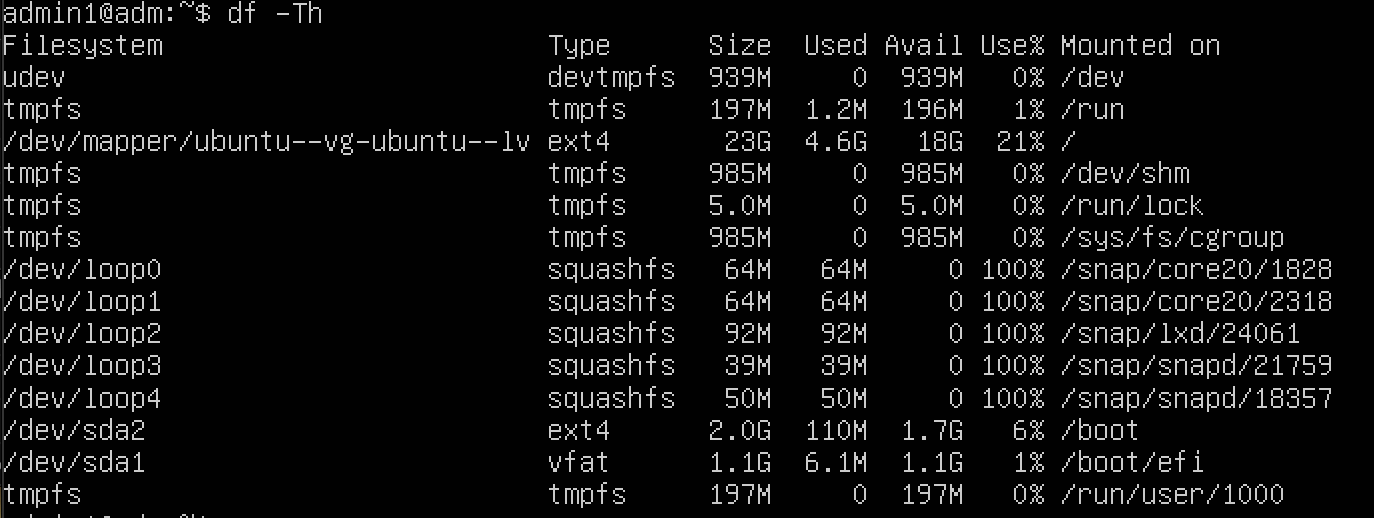 admin1@adm:~$ df -Th
Filesystem Type Size Used Avail Use% Mounted on
udev devtmpfs 939M 0 939M 0% /dev
tmpfs tmpfs 197M 1.2M 196M 1% /run
/dev/mapper/ubuntu--vg-ubuntu--lv ext4 23G 4.6G 18G 21% /
tmpfs tmpfs 985M 0 985M 0% /dev/shm
tmpfs tmpfs 5.0M 0 5.0M 0% /run/lock
tmpfs tmpfs 985M 0 985M 0% /sys/fs/cgroup
/dev/loop0 squashfs 64M 64M 0 100% /snap/core20/1828
/dev/loop1 squashfs 64M 64M 0 100% /snap/core20/2318
/dev/loop2 squashfs 92M 92M 0 100% /snap/lxd/24061
/dev/loop3 squashfs 39M 39M 0 100% /snap/snapd/21759
/dev/loop4 squashfs 50M 50M 0 100% /snap/snapd/18357
/dev/sda2 ext4 2.0G 110M 1.7G 6% /boot
/dev/sda1 vfat 1.1G 6.1M 1.1G 1% /boot/efi
tmpfs tmpfs 197M 0 197M 0% /run/user/1000